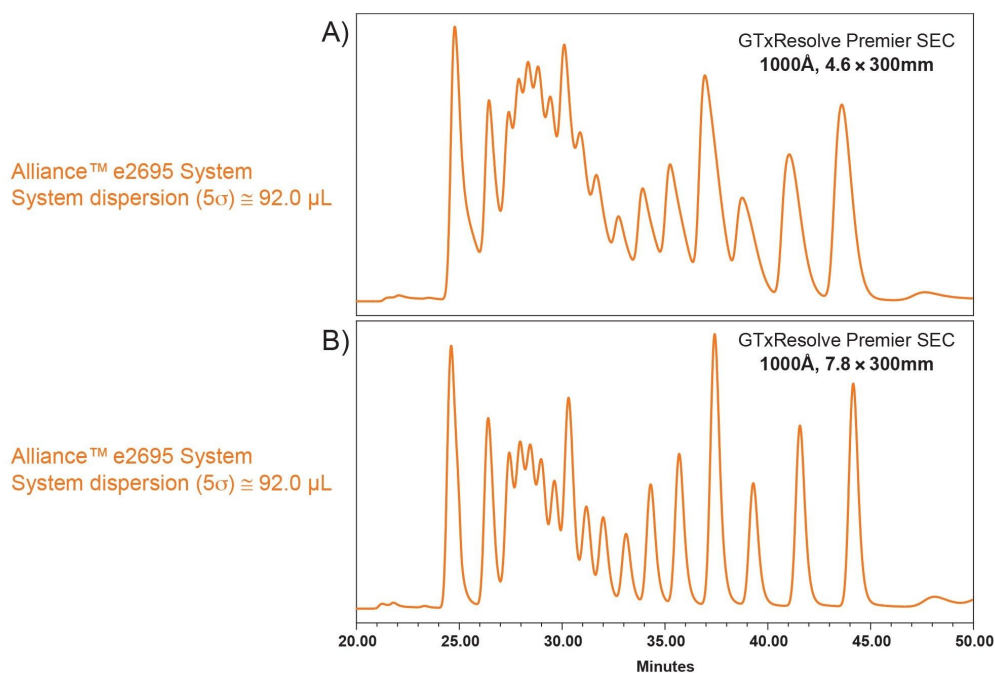 A)
GTxResolve Premier SEC
1000Å, 4.6 × 300mm
Alliance™ e2695 System
System dispersion (5σ) ≅ 92.0 µL
B)
GTxResolve Premier SEC
1000Å, 7.8 × 300mm
Alliance™ e2695 System
System dispersion (5σ) ≅ 92.0 µL
20.00 25.00 30.00 35.00 40.00 45.00 50.00
Minutes